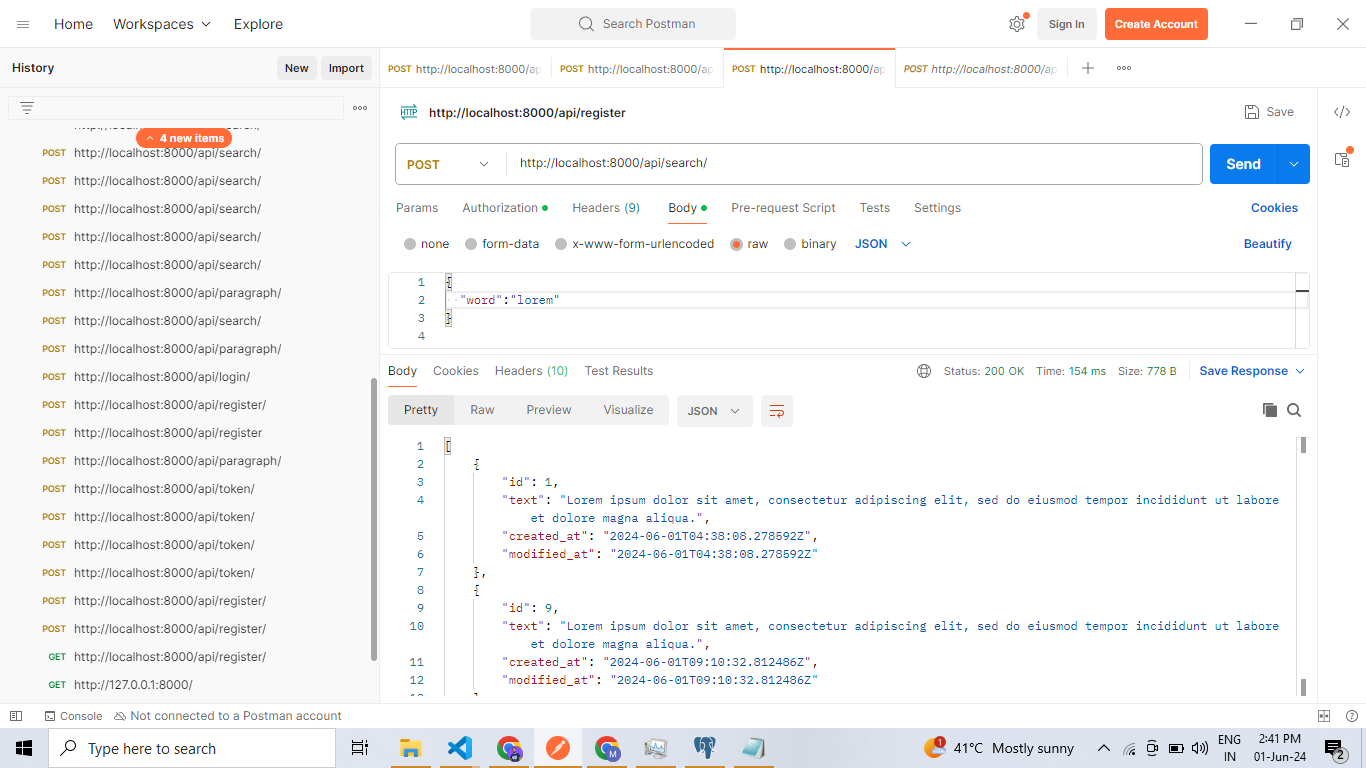 Home Workspaces Explore Search Postman Sign In Create Account
History New Import
POST http://localhost:8000/ap POST http://localhost:8000/ap POST http://localhost:8000/ap POST http://localhost:8000/ap
HTTP http://localhost:8000/api/register Save
4 new items
POST http://localhost:8000/api/search/
POST http://localhost:8000/api/search/
POST http://localhost:8000/api/search/
POST http://localhost:8000/api/search/
POST http://localhost:8000/api/search/
POST http://localhost:8000/api/paragraph/
POST http://localhost:8000/api/search/
POST http://localhost:8000/api/paragraph/
POST http://localhost:8000/api/login/
POST http://localhost:8000/api/register/
POST http://localhost:8000/api/register
POST http://localhost:8000/api/paragraph/
POST http://localhost:8000/api/token/
POST http://localhost:8000/api/token/
POST http://localhost:8000/api/token/
POST http://localhost:8000/api/token/
POST http://localhost:8000/api/register/
POST http://localhost:8000/api/register/
GET http://localhost:8000/api/register/
GET http://127.0.0.1:8000/
POST http://localhost:8000/api/search/ Send
Params Authorization Headers (9) Body Pre-request Script Tests Settings Cookies
none form-data x-www-form-urlencoded raw binary JSON Beautify
1 {
2 "word":"lorem"
3 }
4
Body Cookies Headers (10) Test Results Status: 200 OK Time: 154 ms Size: 778 B Save Response
Pretty Raw Preview Visualize JSON
1 [
2 {
3 "id": 1,
4 "text": "Lorem ipsum dolor sit amet, consectetur adipiscing elit, sed do eiusmod tempor incididunt ut labore
et dolore magna aliqua.",
5 "created_at": "2024-06-01T04:38:08.278592Z",
6 "modified_at": "2024-06-01T04:38:08.278592Z"
7 },
8 {
9 "id": 9,
10 "text": "Lorem ipsum dolor sit amet, consectetur adipiscing elit, sed do eiusmod tempor incididunt ut labore
et dolore magna aliqua.",
11 "created_at": "2024-06-01T09:10:32.812486Z",
12 "modified_at": "2024-06-01T09:10:32.812486Z"
Console Not connected to a Postman account
Type here to search 1 41°C Mostly sunny ENG 2:41 PM
IN 01-Jun-24 2